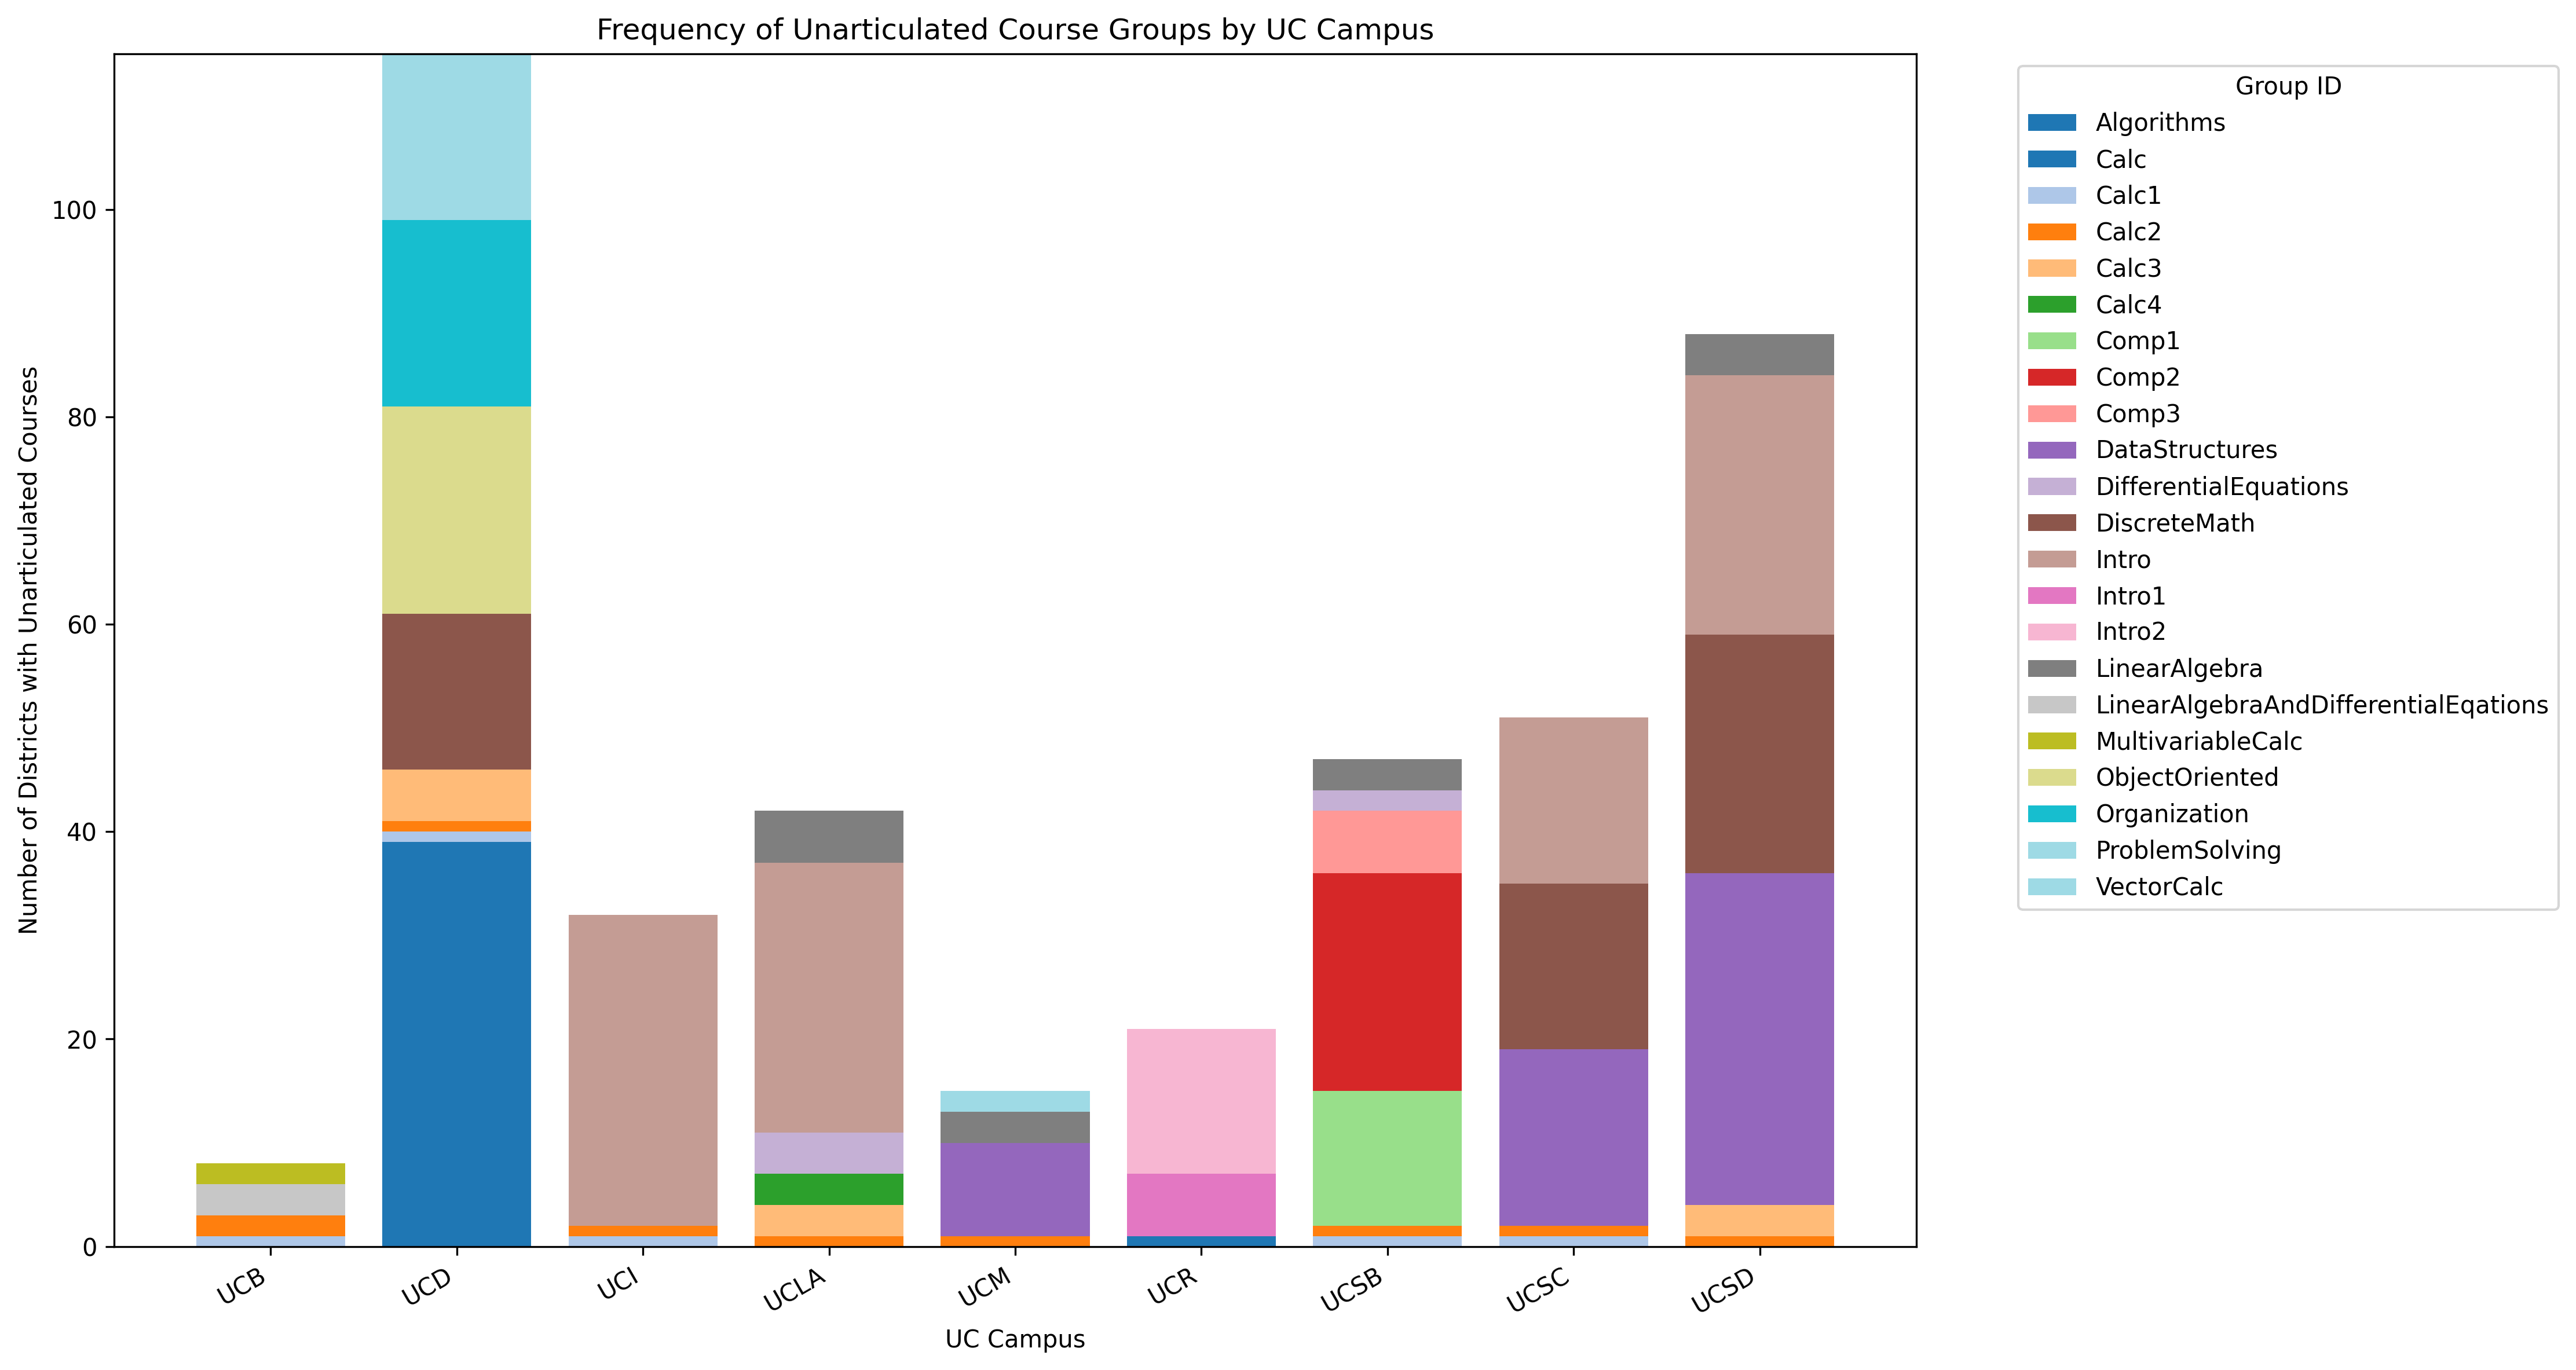 Frequency of Unarticulated Course Groups by UC Campus
Number of Districts with Unarticulated Courses
100
80
60
40
20
0
UCB
UCD
UCI
UCLA
UCM
UCR
UCSB
UCSC
UCSD
UC Campus
Group ID
Algorithms
Calc
Calc1
Calc2
Calc3
Calc4
Comp1
Comp2
Comp3
DataStructures
DifferentialEquations
DiscreteMath
Intro
Intro1
Intro2
LinearAlgebra
LinearAlgebraAndDifferentialEqations
MultivariableCalc
ObjectOriented
Organization
ProblemSolving
VectorCalc